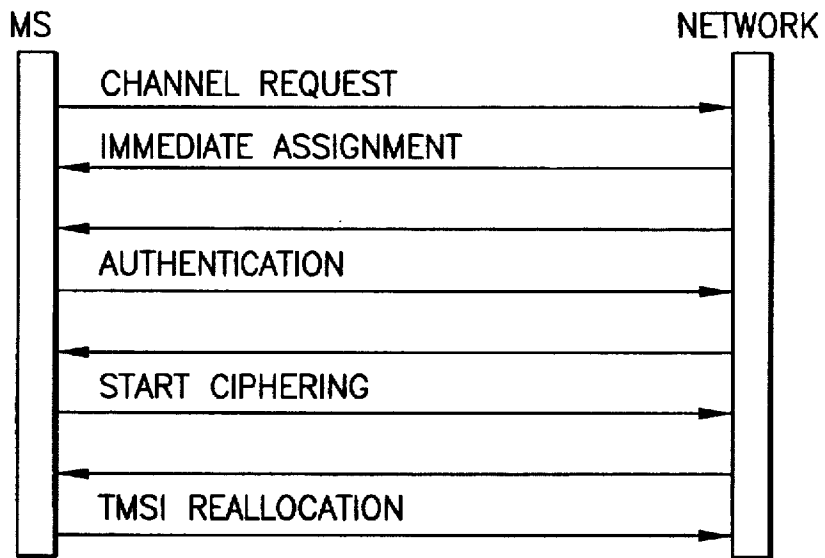 MS NETWORK
CHANNEL REQUEST
IMMEDIATE ASSIGNMENT
AUTHENTICATION
START CIPHERING
TMSI REALLOCATION